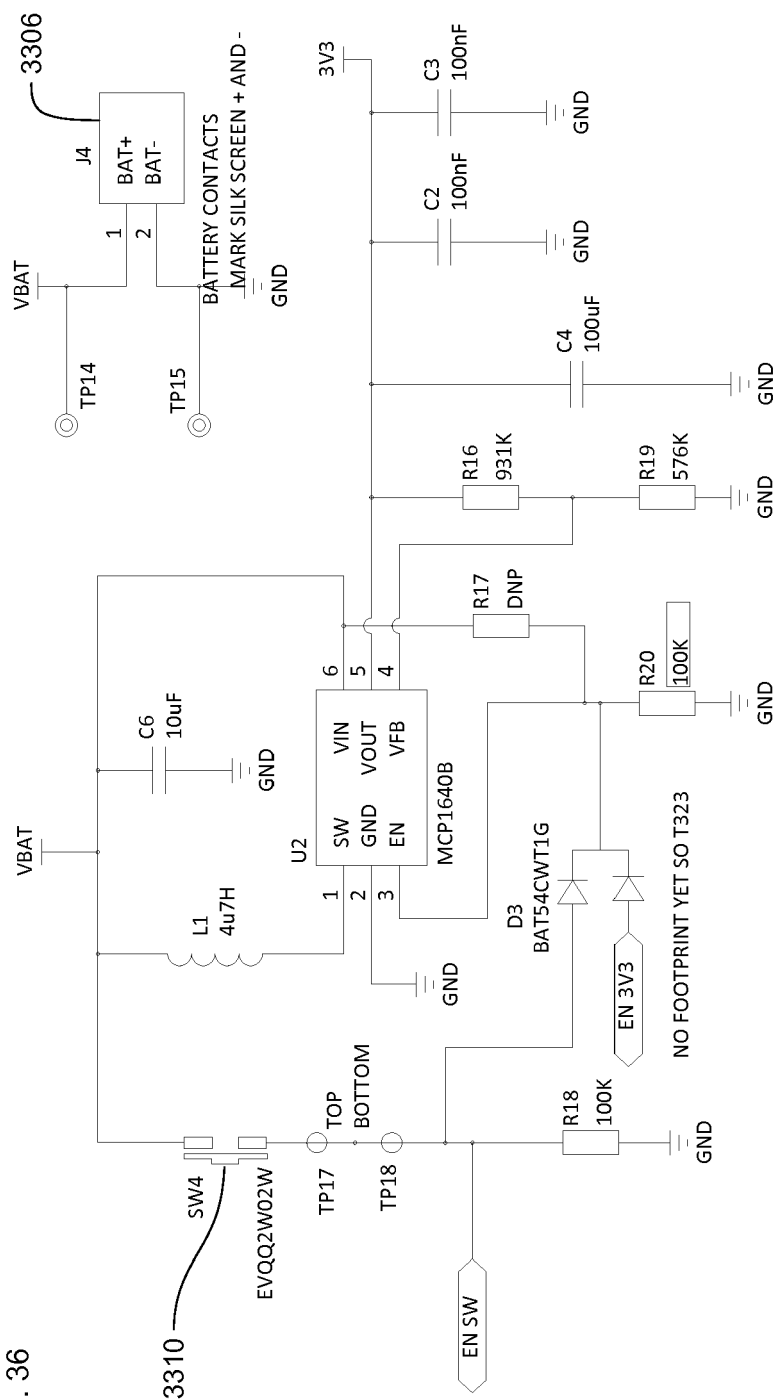 . 36
3310
SW4
EVQQ2W02W
TP17
TOP
BOTTOM
TP18
EN SW
R18
100K
GND
VBAT
L1
4u7H
C6
10uF
GND
U2
1 SW VIN 6
2 GND VOUT 5
3 EN VFB 4
MCP1640B
GND
D3
BAT54CWT1G
EN 3V3
NO FOOTPRINT YET SO T323
R17
DNP
R20
100K
GND
R16
931K
R19
576K
GND
C4
100uF
GND
C2
100nF
GND
C3
100nF
GND
3V3
VBAT
TP14
TP15
J4
1 BAT+
2 BAT-
BATTERY CONTACTS
MARK SILK SCREEN + AND -
GND
3306